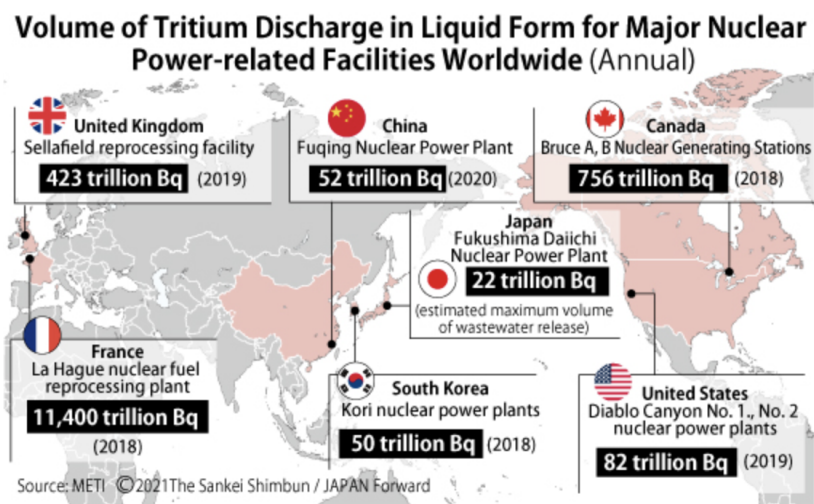 Volume of Tritium Discharge in Liquid Form for Major Nuclear
Power-related Facilities Worldwide (Annual)
United Kingdom
Sellafield reprocessing facility
423 trillion Bq (2019)
China
Fuqing Nuclear Power Plant
52 trillion Bq (2020)
Canada
Bruce A, B Nuclear Generating Stations
756 trillion Bq (2018)
Japan
Fukushima Daiichi
Nuclear Power Plant
22 trillion Bq
(estimated maximum volume
of wastewater release)
France
La Hague nuclear fuel
reprocessing plant
11,400 trillion Bq
(2018)
South Korea
Kori nuclear power plants
50 trillion Bq (2018)
United States
Diablo Canyon No. 1., No. 2
nuclear power plants
82 trillion Bq (2019)
Source: METI ©2021The Sankei Shimbun / JAPAN Forward